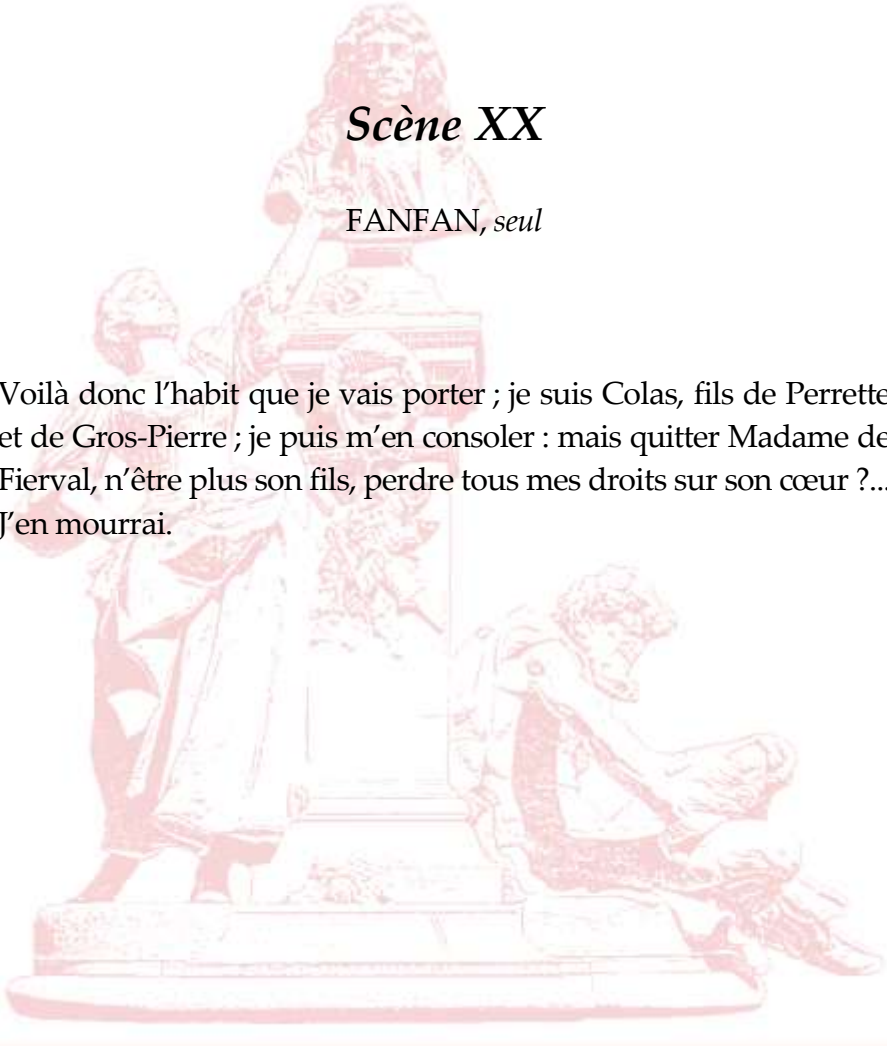 Scène XX
FANFAN, seul
Voilà donc l’habit que je vais porter ; je suis Colas, fils de Perrette
et de Gros-Pierre ; je puis m’en consoler : mais quitter Madame de
Fierval, n’être plus son fils, perdre tous mes droits sur son cœur ?...
J’en mourrai.